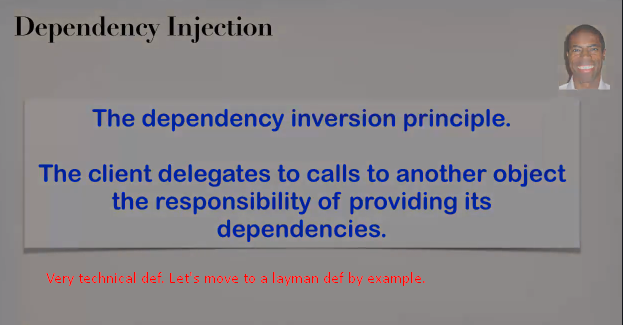 Dependency Injection
The dependency inversion principle.
The client delegates to calls to another object
the responsibility of providing its
dependencies.
Very technical def. Let's move to a layman def by example.